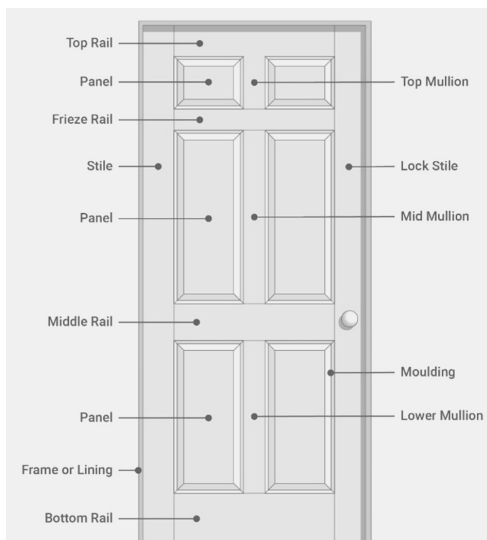 Top Rail
Panel
Top Mullion
Frieze Rail
Stile
Lock Stile
Panel
Mid Mullion
Middle Rail
Moulding
Panel
Lower Mullion
Frame or Lining
Bottom Rail